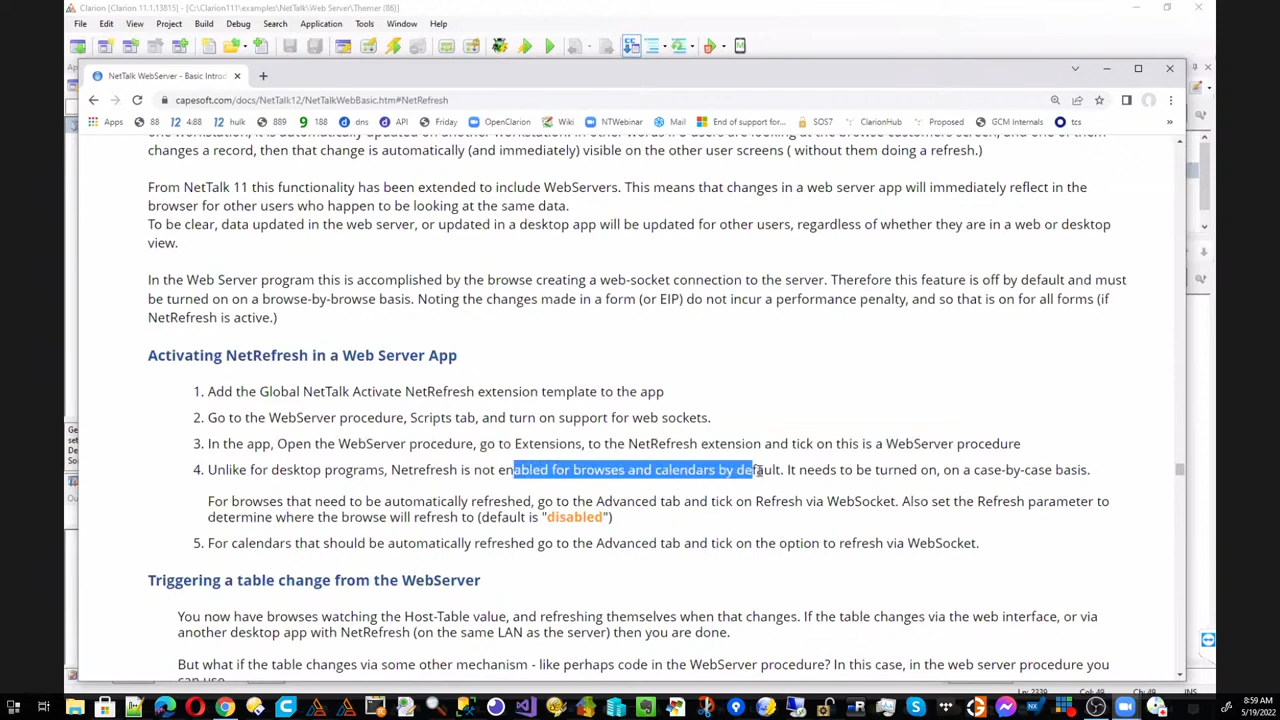 Clarion [Clarion 11.1.13815] - [C:\Clarion111\examples\NetTalk\Web Server\Themer (86)]
File Edit View Project Build Debug Search Application Tools Window Help
NetTalk WebServer - Basic Introd
capesoft.com/docs/NetTalk12/NetTalkWebBasic.htm#NetRefresh
Apps 88 4:88 hulk 889 188 dns API Friday OpenClarion Wiki NTWebinar Mail End of support for... SOS7 ClarionHub Proposed GCM Internals tcs »
changes a record, then that change is automatically (and immediately) visible on the other user screens ( without them doing a refresh.)
From NetTalk 11 this functionality has been extended to include WebServers. This means that changes in a web server app will immediately reflect in the
browser for other users who happen to be looking at the same data.
To be clear, data updated in the web server, or updated in a desktop app will be updated for other users, regardless of whether they are in a web or desktop
view.
In the Web Server program this is accomplished by the browse creating a web-socket connection to the server. Therefore this feature is off by default and must
be turned on on a browse-by-browse basis. Noting the changes made in a form (or EIP) do not incur a performance penalty, and so that is on for all forms (if
NetRefresh is active.)
Activating NetRefresh in a Web Server App
1. Add the Global NetTalk Activate NetRefresh extension template to the app
2. Go to the WebServer procedure, Scripts tab, and turn on support for web sockets.
3. In the app, Open the WebServer procedure, go to Extensions, to the NetRefresh extension and tick on this is a WebServer procedure
4. Unlike for desktop programs, Netrefresh is not enabled for browses and calendars by default. It needs to be turned on, on a case-by-case basis.
For browses that need to be automatically refreshed, go to the Advanced tab and tick on Refresh via WebSocket. Also set the Refresh parameter to
determine where the browse will refresh to (default is "disabled")
5. For calendars that should be automatically refreshed go to the Advanced tab and tick on the option to refresh via WebSocket.
Triggering a table change from the WebServer
You now have browses watching the Host-Table value, and refreshing themselves when that changes. If the table changes via the web interface, or via
another desktop app with NetRefresh (on the same LAN as the server) then you are done.
But what if the table changes via some other mechanism - like perhaps code in the WebServer procedure? In this case, in the web server procedure you
can use
Ln 2339 Col 49 Ch 49 INS
8:59 AM
5/19/2022